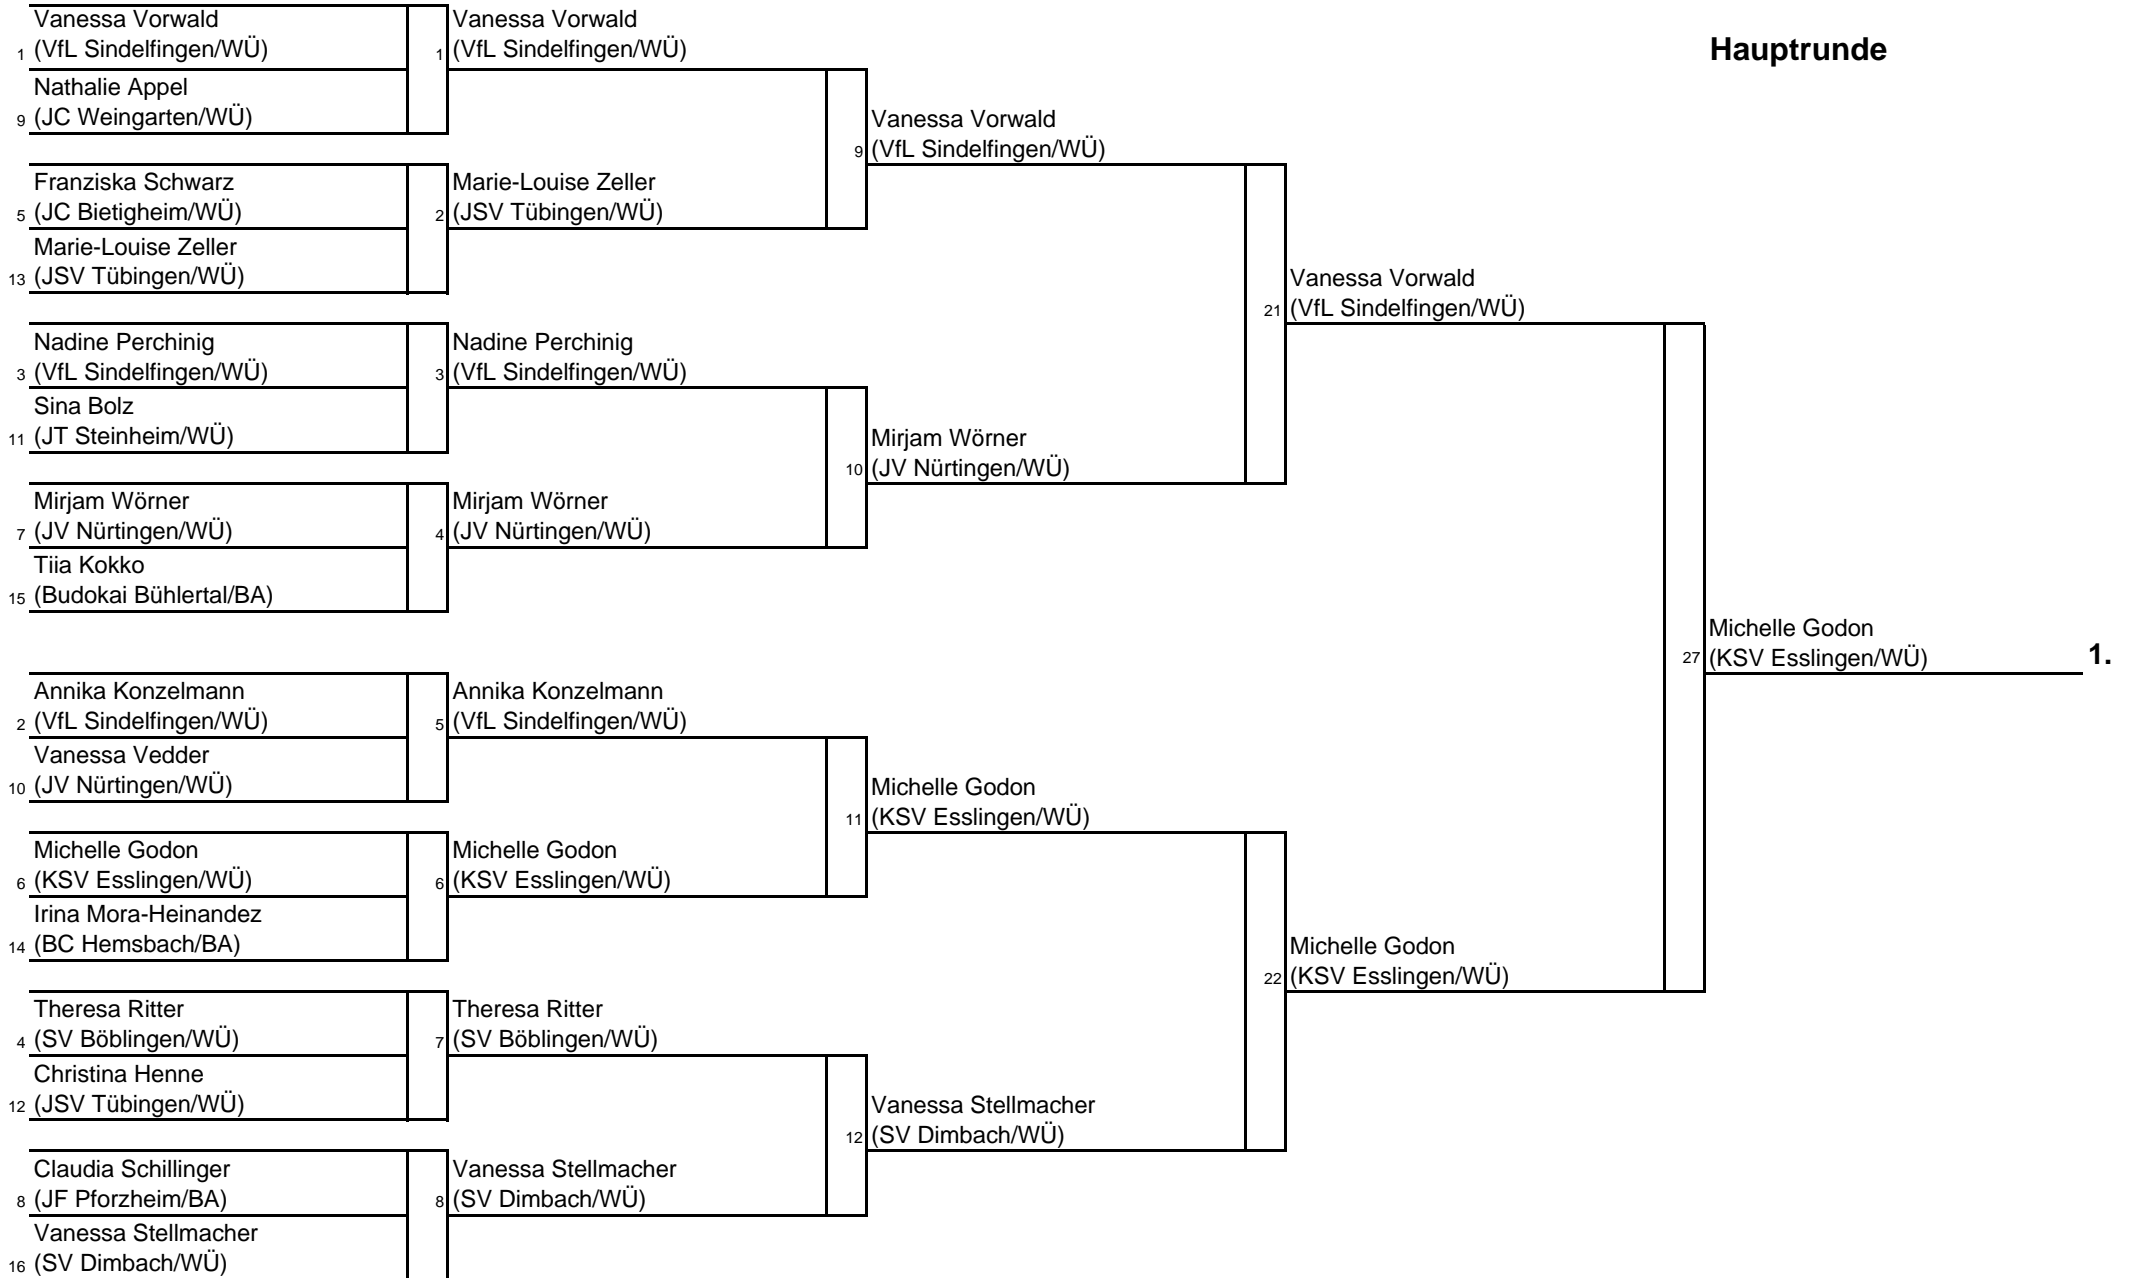 Hauptrunde
Vanessa Vorwald
1 (VfL Sindelfingen/WÜ)
Nathalie Appel
9 (JC Weingarten/WÜ)
Franziska Schwarz
5 (JC Bietigheim/WÜ)
Marie-Louise Zeller
13 (JSV Tübingen/WÜ)
Nadine Perchinig
3 (VfL Sindelfingen/WÜ)
Sina Bolz
11 (JT Steinheim/WÜ)
Mirjam Wörner
7 (JV Nürtingen/WÜ)
Tiia Kokko
15 (Budokai Bühlertal/BA)
Annika Konzelmann
2 (VfL Sindelfingen/WÜ)
Vanessa Vedder
10 (JV Nürtingen/WÜ)
Michelle Godon
6 (KSV Esslingen/WÜ)
Irina Mora-Heinandez
14 (BC Hemsbach/BA)
Theresa Ritter
4 (SV Böblingen/WÜ)
Christina Henne
12 (JSV Tübingen/WÜ)
Claudia Schillinger
8 (JF Pforzheim/BA)
Vanessa Stellmacher
16 (SV Dimbach/WÜ)
Vanessa Vorwald
1 (VfL Sindelfingen/WÜ)
Marie-Louise Zeller
2 (JSV Tübingen/WÜ)
Nadine Perchinig
3 (VfL Sindelfingen/WÜ)
Mirjam Wörner
4 (JV Nürtingen/WÜ)
Annika Konzelmann
5 (VfL Sindelfingen/WÜ)
Michelle Godon
6 (KSV Esslingen/WÜ)
Theresa Ritter
7 (SV Böblingen/WÜ)
Vanessa Stellmacher
8 (SV Dimbach/WÜ)
Vanessa Vorwald
9 (VfL Sindelfingen/WÜ)
Mirjam Wörner
10 (JV Nürtingen/WÜ)
Michelle Godon
11 (KSV Esslingen/WÜ)
Vanessa Stellmacher
12 (SV Dimbach/WÜ)
Vanessa Vorwald
21 (VfL Sindelfingen/WÜ)
Michelle Godon
22 (KSV Esslingen/WÜ)
Michelle Godon
27 (KSV Esslingen/WÜ) 1.